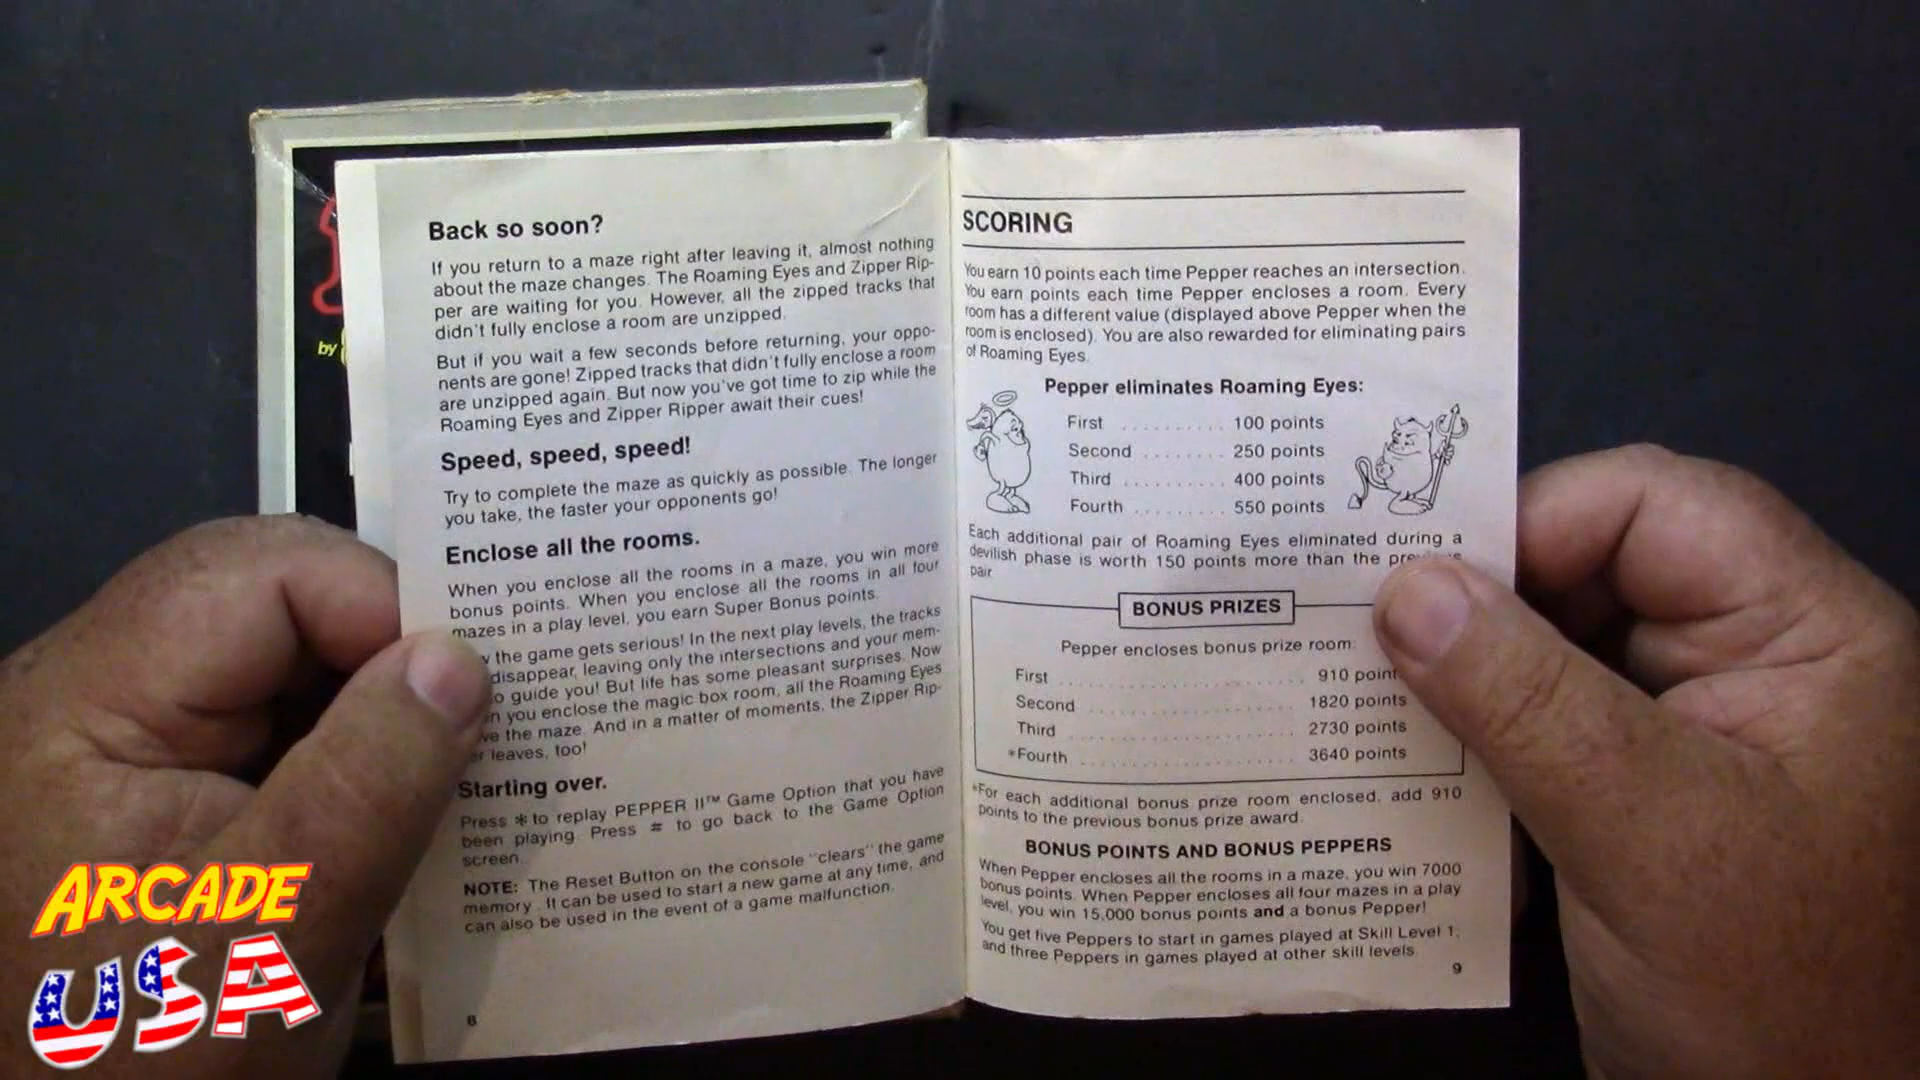 by
Back so soon?
If you return to a maze right after leaving it, almost nothing
about the maze changes. The Roaming Eyes and Zipper Rip-
per are waiting for you. However, all the zipped tracks that
didn't fully enclose a room are unzipped.
But if you wait a few seconds before returning, your oppo-
nents are gone! Zipped tracks that didn't fully enclose a room
are unzipped again. But now you've got time to zip while the
Roaming Eyes and Zipper Ripper await their cues!
Speed, speed, speed!
Try to complete the maze as quickly as possible. The longer
you take, the faster your opponents go!
Enclose all the rooms.
When you enclose all the rooms in a maze, you win more
bonus points. When you enclose all the rooms in all four
mazes in a play level, you earn Super Bonus points.
the game gets serious! In the next play levels, the tracks
disappear, leaving only the intersections and your mem-
guide you! But life has some pleasant surprises. Now
you enclose the magic box room, all the Roaming Eyes
the maze. And in a matter of moments, the Zipper Rip-
leaves, too!
Starting over.
Press * to replay PEPPER II™ Game Option that you have
been playing. Press # to go back to the Game Option
screen.
NOTE: The Reset Button on the console "clears" the game
memory. It can be used to start a new game at any time, and
can also be used in the event of a game malfunction.
8
SCORING
You earn 10 points each time Pepper reaches an intersection.
You earn points each time Pepper encloses a room. Every
room has a different value (displayed above Pepper when the
room is enclosed). You are also rewarded for eliminating pairs
of Roaming Eyes.
Pepper eliminates Roaming Eyes:
First .......... 100 points
Second ........ 250 points
Third .......... 400 points
Fourth ......... 550 points
Each additional pair of Roaming Eyes eliminated during a
devilish phase is worth 150 points more than the
pair
BONUS PRIZES
Pepper encloses bonus prize room:
First .................... 910
Second .................... 1820 points
Third .................... 2730 points
*Fourth .................... 3640 points
*For each additional bonus prize room enclosed, add 910
points to the previous bonus prize award.
BONUS POINTS AND BONUS PEPPERS
When Pepper encloses all the rooms in a maze, you win 7000
bonus points. When Pepper encloses all four mazes in a play
level, you win 15,000 bonus points and a bonus Pepper!
You get five Peppers to start in games played at Skill Level 1,
and three Peppers in games played at other skill levels
9
ARCADE
USA